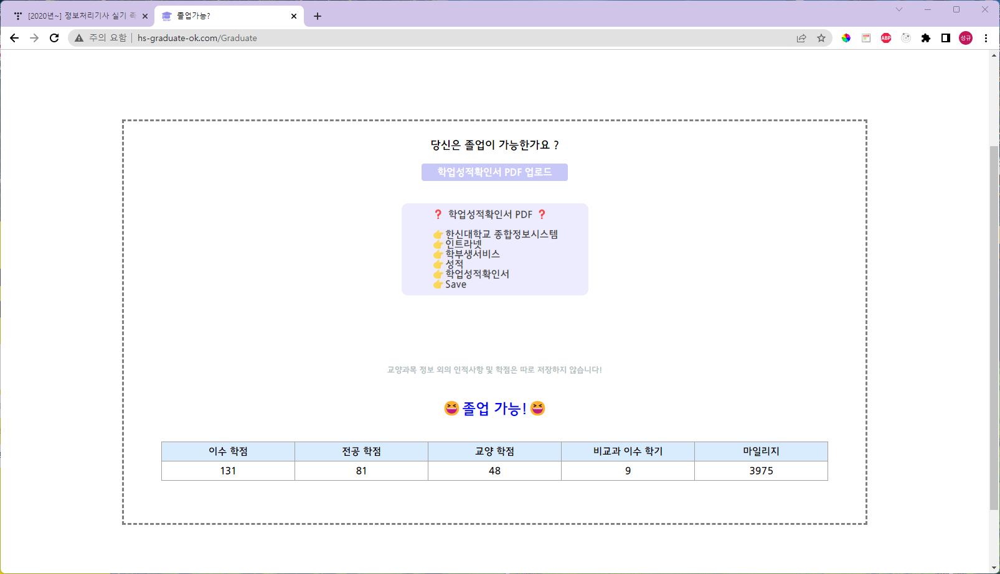 [2020년~] 정보처리기사 실기 족
졸업가능?
주의 요함
hs-graduate-ok.com/Graduate
ABP
성규
당신은 졸업이 가능한가요 ?
학업성적확인서 PDF 업로드
❓ 학업성적확인서 PDF ❓
👉한신대학교 종합정보시스템
👉인트라넷
👉학부생서비스
👉성적
👉학업성적확인서
👉Save
교양과목 정보 외의 인적사항 및 학점은 따로 저장하지 않습니다!
😆졸업 가능!😆
이수 학점 전공 학점 교양 학점 비교과 이수 학기 마일리지
131 81 48 9 3975